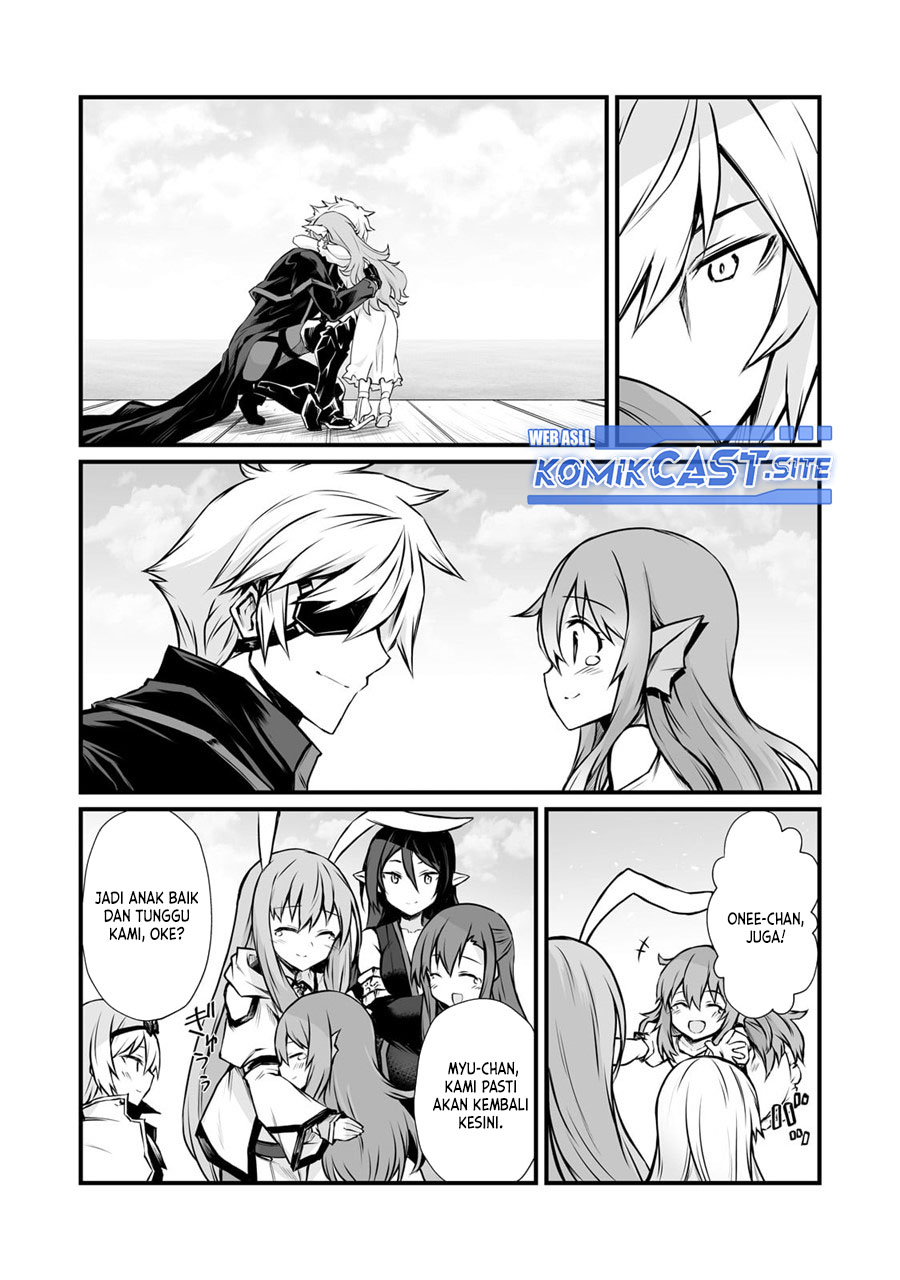 WEB ASLI
KOMIKCAST.SITE
JADI ANAK BAIK
DAN TUNGGU
KAMI, OKE?
ONEE-CHAN,
JUGA!
MYU-CHAN,
KAMI PASTI
AKAN KEMBALI
KESINI.